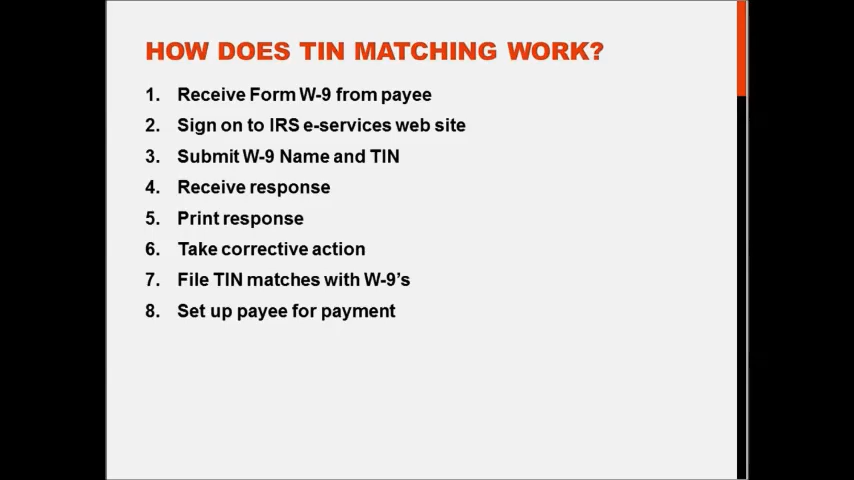 HOW DOES TIN MATCHING WORK?
1. Receive Form W-9 from payee
2. Sign on to IRS e-services web site
3. Submit W-9 Name and TIN
4. Receive response
5. Print response
6. Take corrective action
7. File TIN matches with W-9’s
8. Set up payee for payment